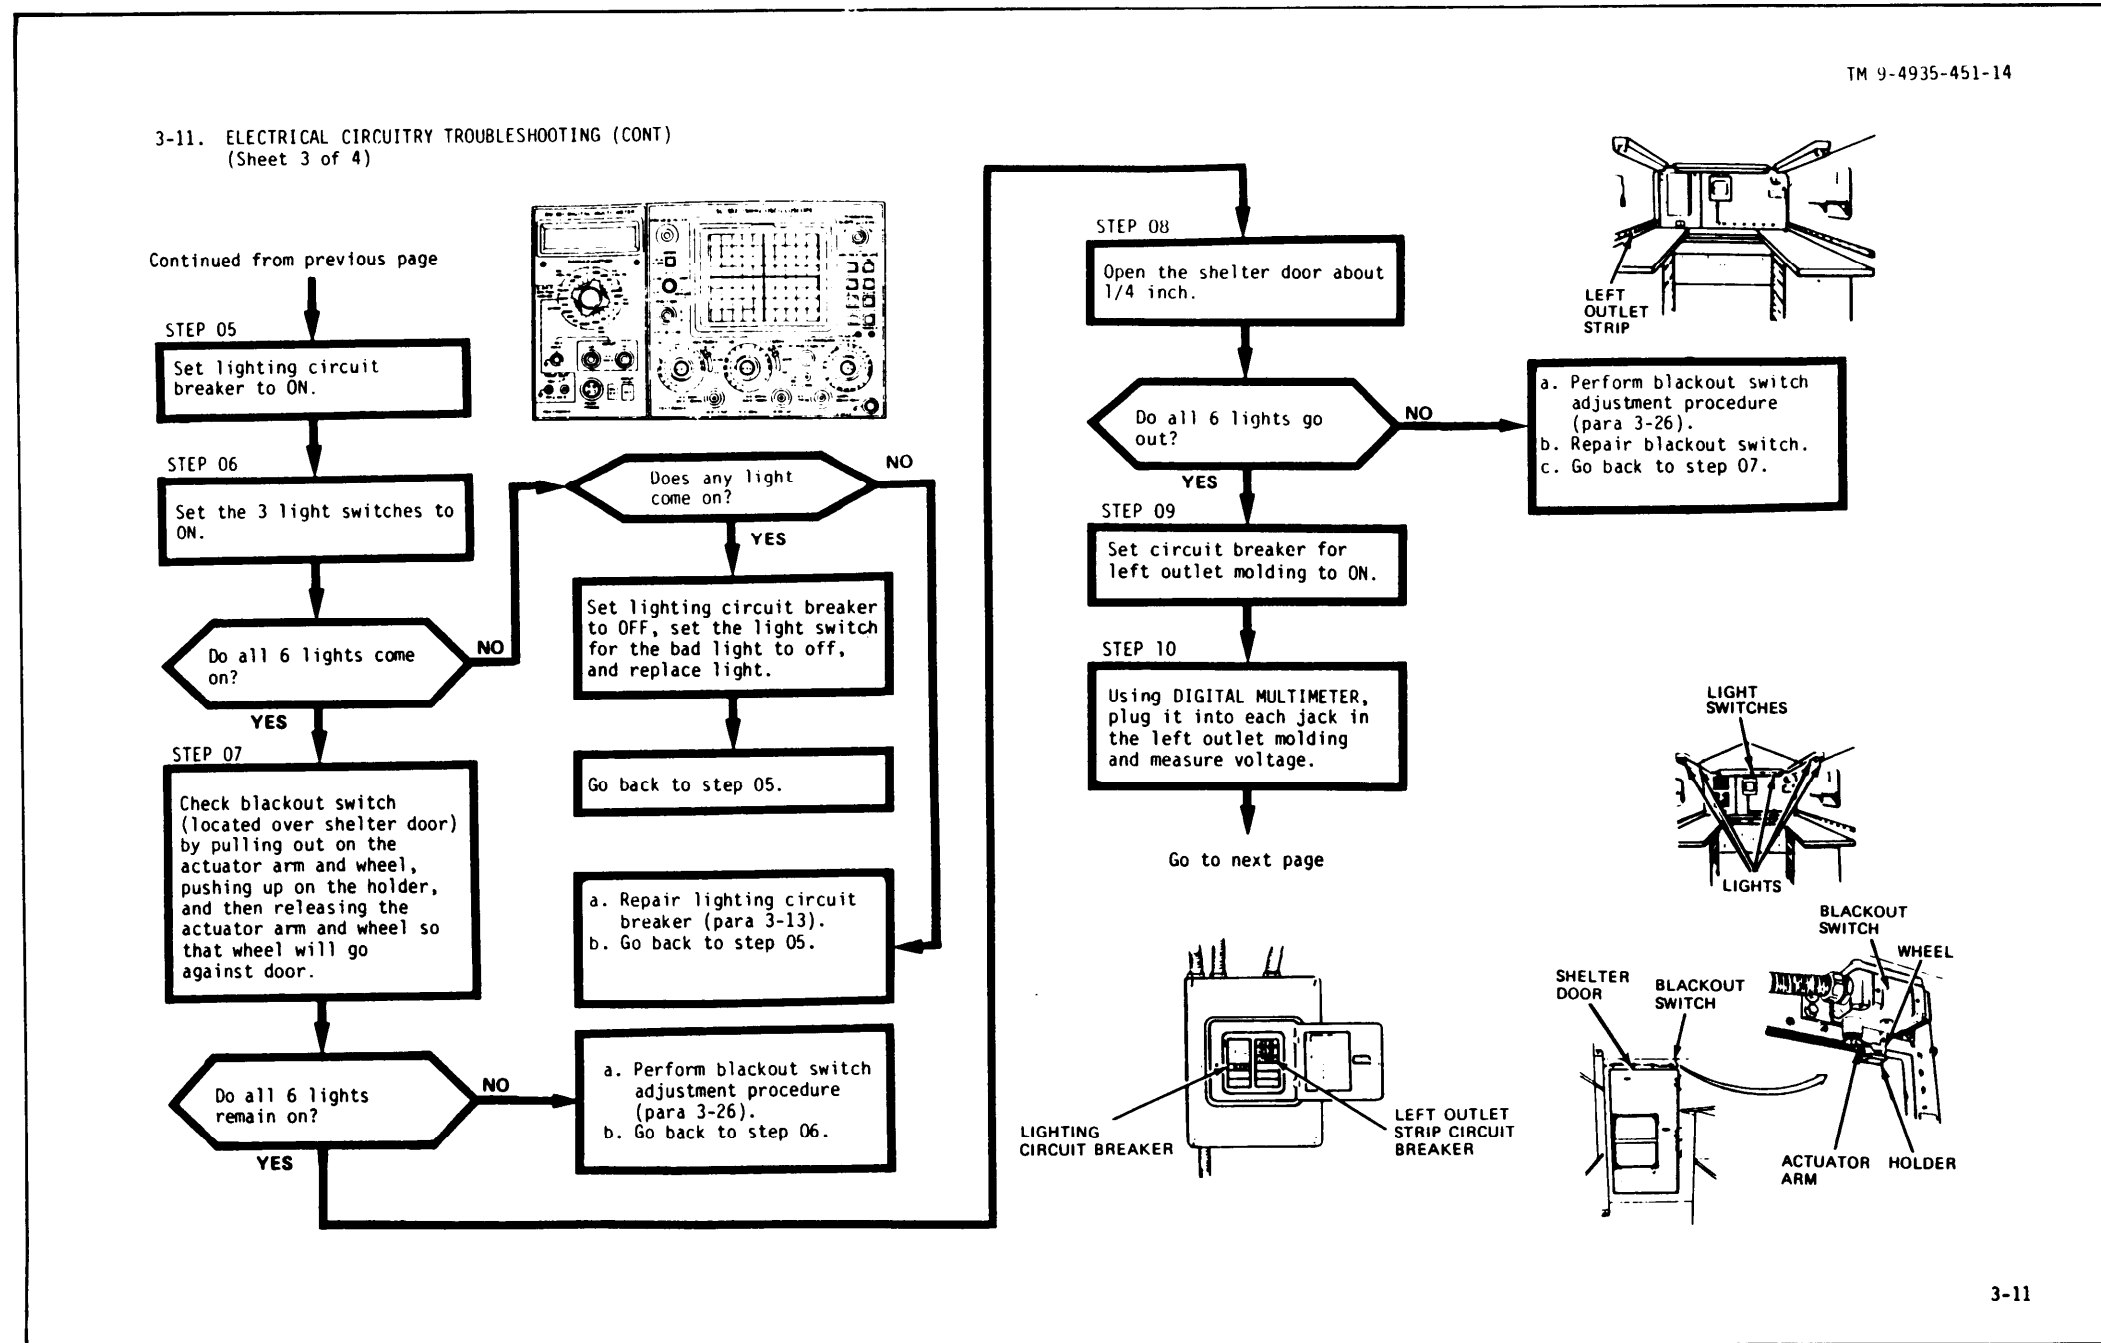 TM 9-4935-451-14
3-11. ELECTRICAL CIRCUITRY TROUBLESHOOTING (CONT)
(Sheet 3 of 4)
Continued from previous page
STEP 05
Set lighting circuit
breaker to ON.
STEP 06
Set the 3 light switches to
ON.
Do all 6 lights come
on?
NO
YES
Does any light
come on?
NO
YES
Set lighting circuit breaker
to OFF, set the light switch
for the bad light to off,
and replace light.
Go back to step 05.
a. Repair lighting circuit
breaker (para 3-13).
b. Go back to step 05.
STEP 07
Check blackout switch
(located over shelter door)
by pulling out on the
actuator arm and wheel,
pushing up on the holder,
and then releasing the
actuator arm and wheel so
that wheel will go
against door.
Do all 6 lights
remain on?
NO
YES
a. Perform blackout switch
adjustment procedure
(para 3-26).
b. Go back to step 06.
STEP 08
Open the shelter door about
1/4 inch.
Do all 6 lights go
out?
NO
YES
a. Perform blackout switch
adjustment procedure
(para 3-26).
b. Repair blackout switch.
c. Go back to step 07.
STEP 09
Set circuit breaker for
left outlet molding to ON.
STEP 10
Using DIGITAL MULTIMETER,
plug it into each jack in
the left outlet molding
and measure voltage.
Go to next page
LEFT
OUTLET
STRIP
LIGHT
SWITCHES
LIGHTS
LIGHTING
CIRCUIT BREAKER
LEFT OUTLET
STRIP CIRCUIT
BREAKER
SHELTER
DOOR
BLACKOUT
SWITCH
BLACKOUT
SWITCH
WHEEL
ACTUATOR
ARM
HOLDER
3-11